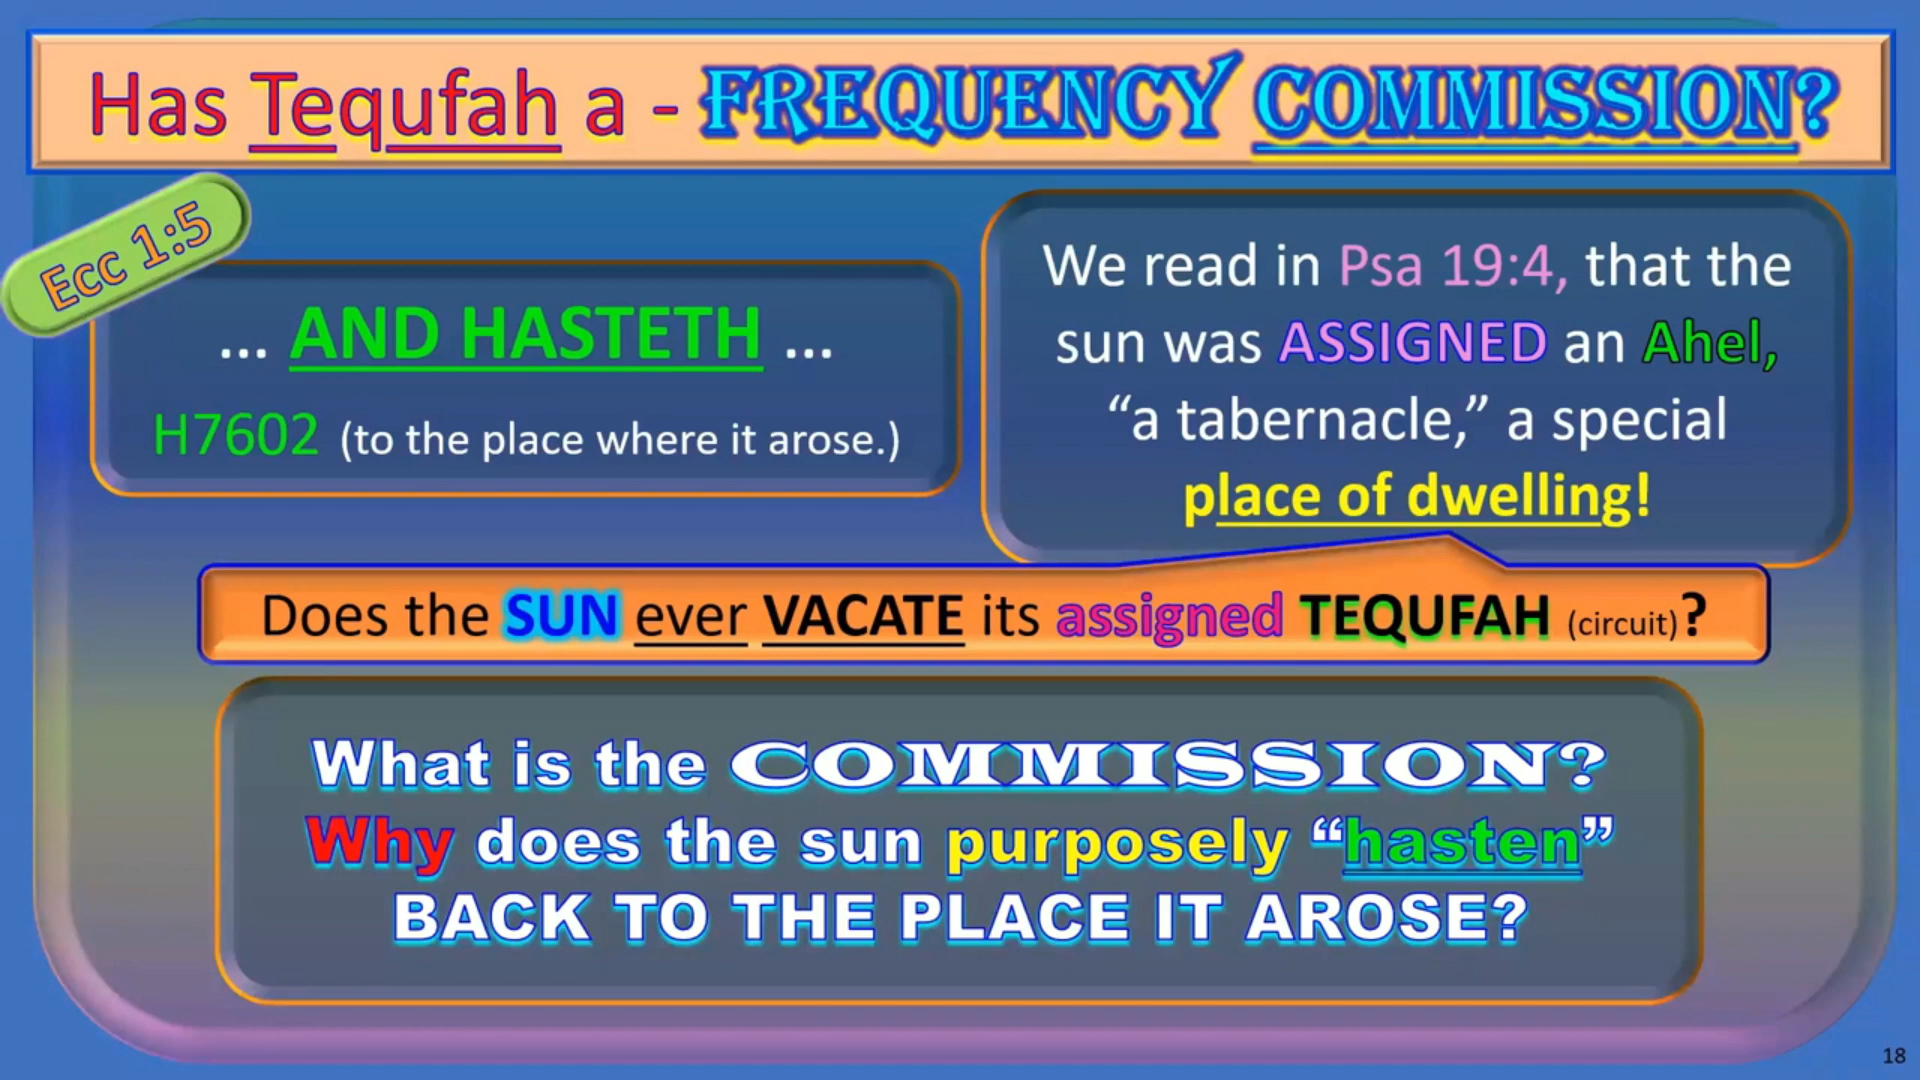 Has Tequfah a - FREQUENCY COMMISSION?
Ecc 1:5
... AND HASTETH ...
H7602 (to the place where it arose.)
We read in Psa 19:4, that the
sun was ASSIGNED an Ahel,
“a tabernacle,” a special
place of dwelling!
Does the SUN ever VACATE its assigned TEQUFAH (circuit)?
What is the COMMISSION?
Why does the sun purposely “hasten”
BACK TO THE PLACE IT AROSE?
18